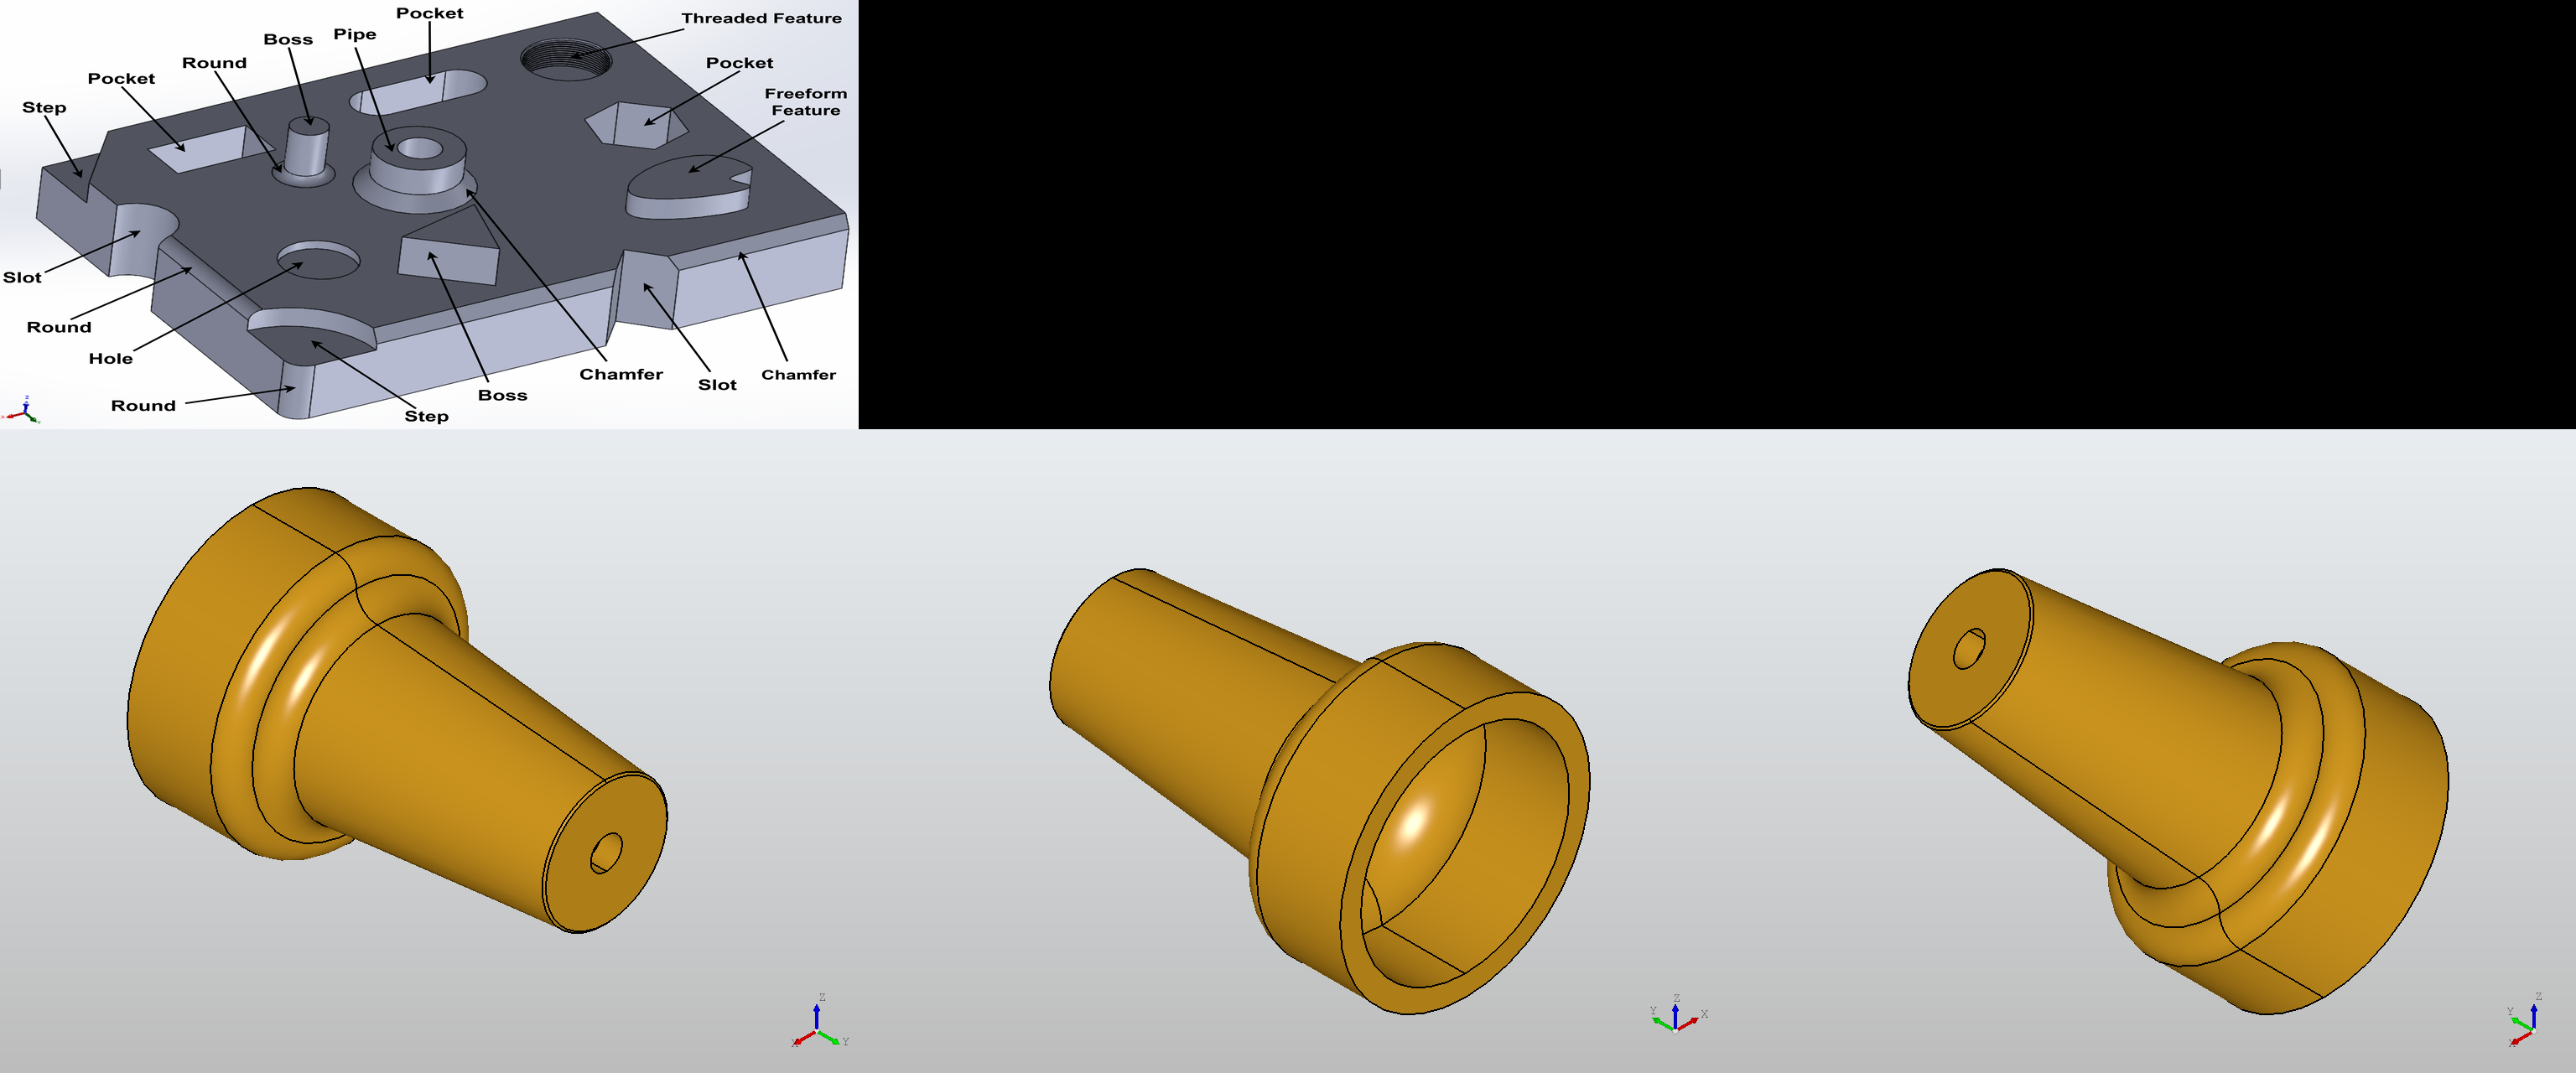 Pocket
Threaded Feature
Boss
Pipe
Round
Pocket
Pocket
Step
Freeform
Feature
Slot
Round
Hole
Chamfer
Chamfer
Slot
Boss
Round
Step
Z
X
Y
Z
Y
X
Z
Y
X